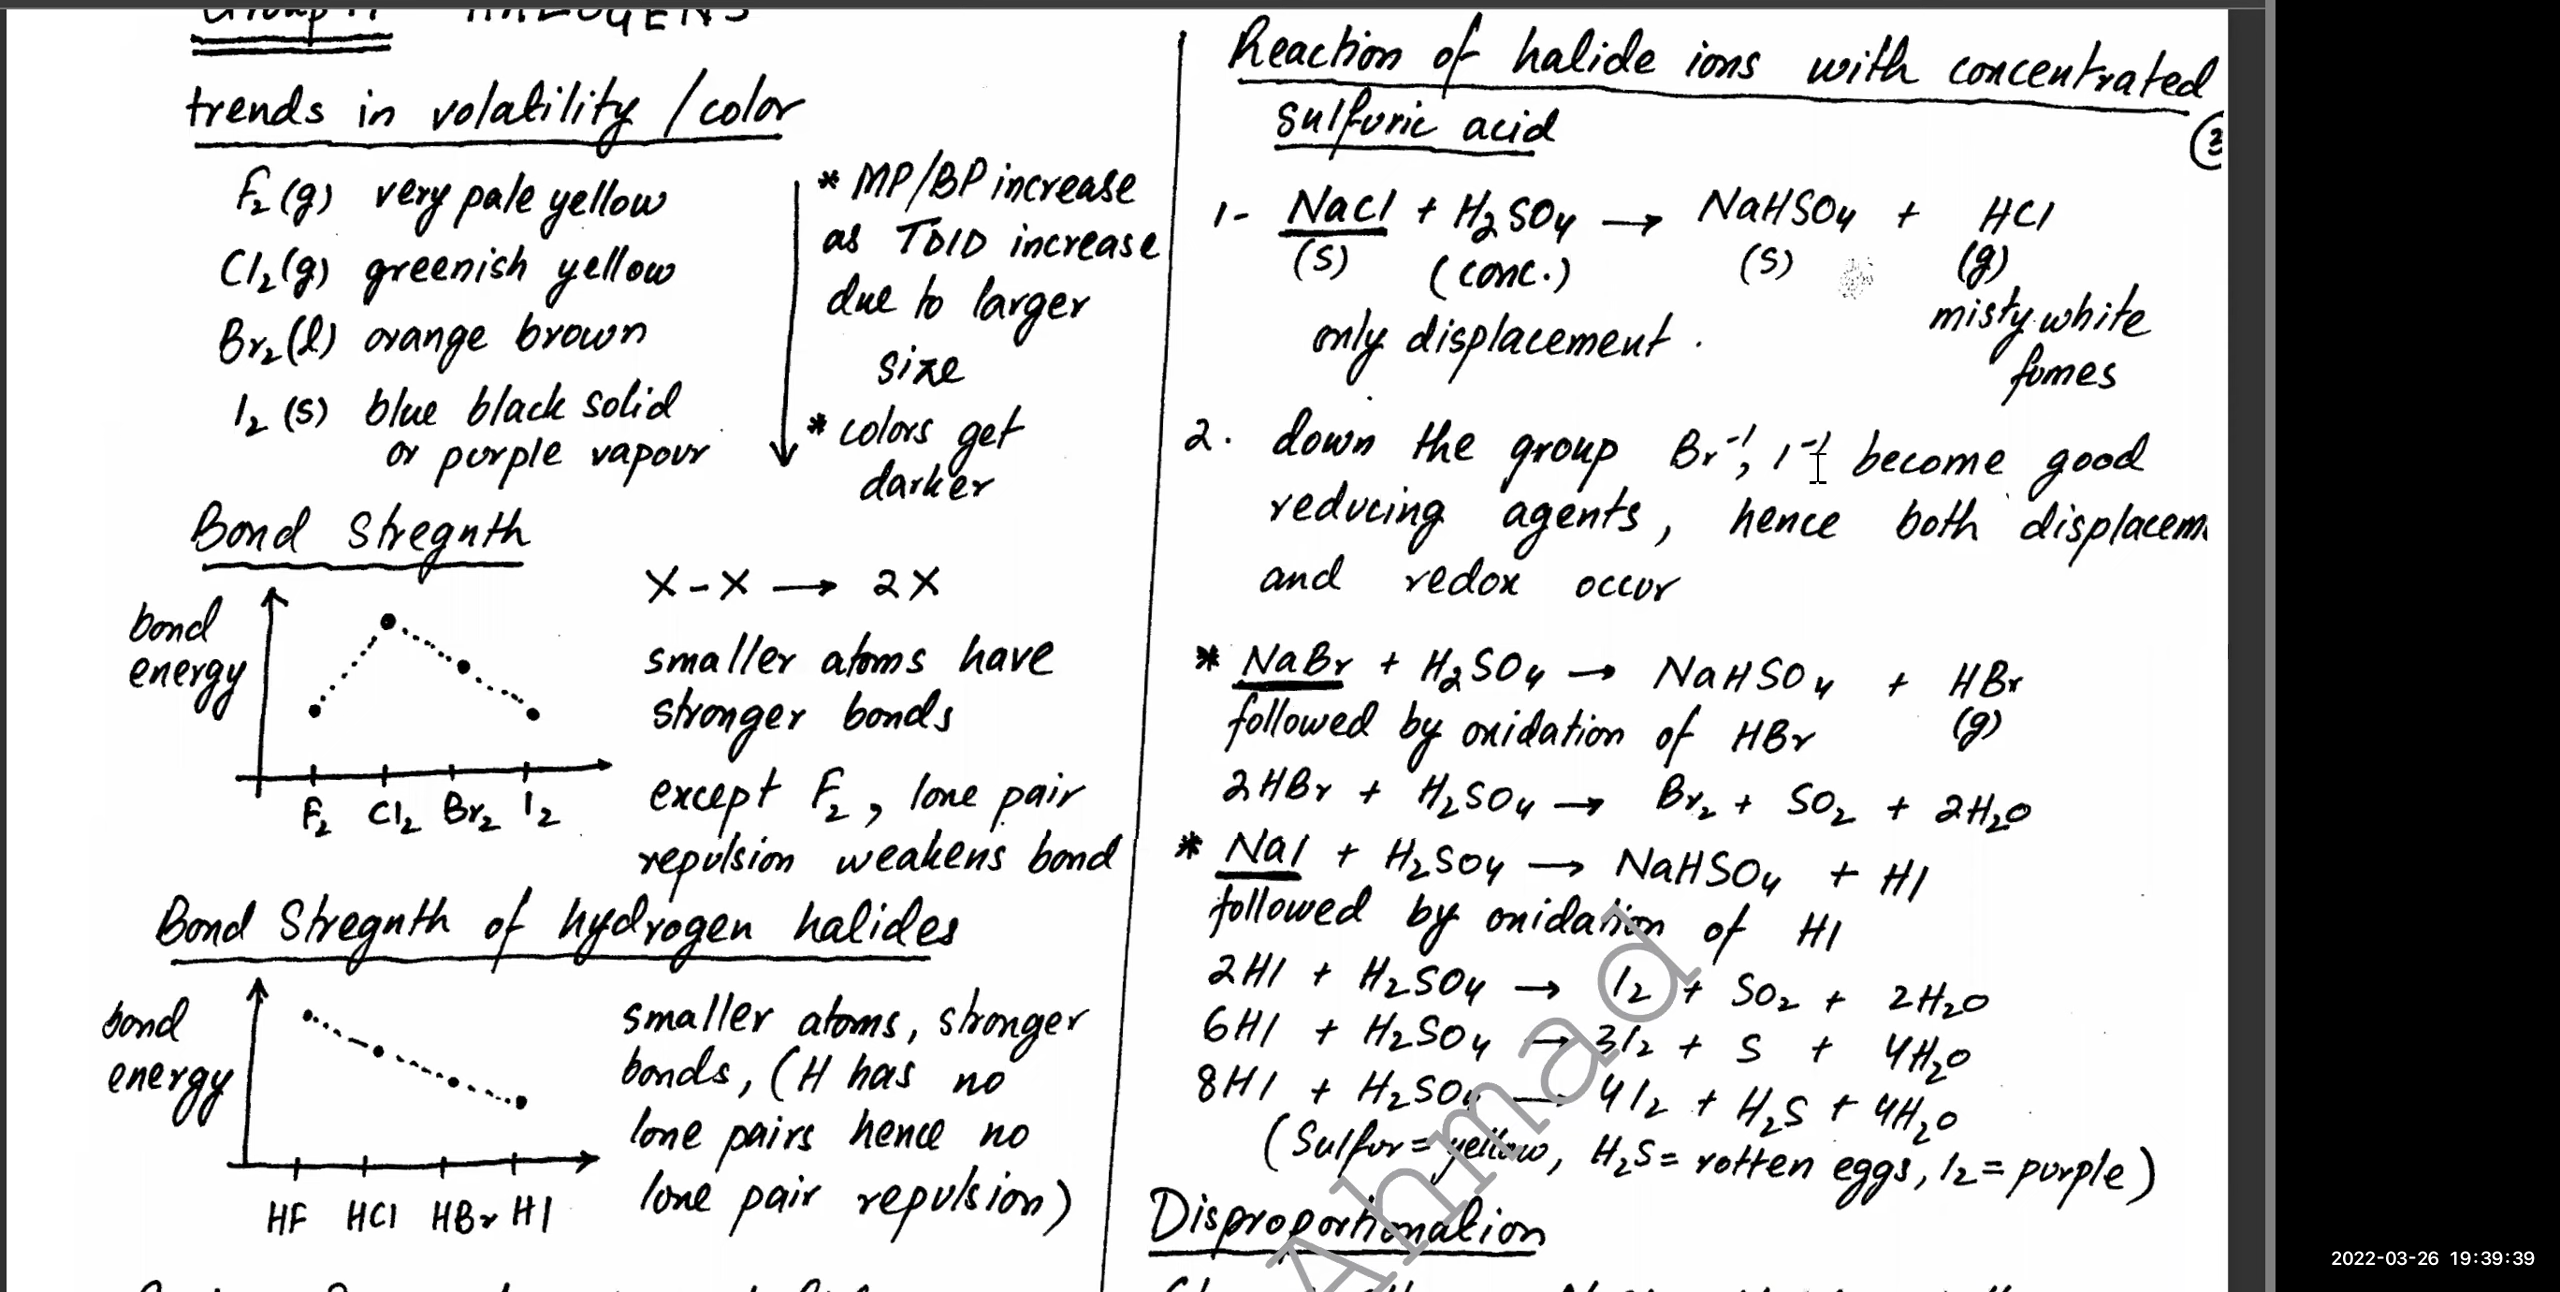 Group 17 HALOGENS
trends in volatility / color
F₂(g) very pale yellow
Cl₂(g) greenish yellow
Br₂(l) orange brown
I₂ (s) blue black solid
or purple vapour
* MP/BP increase
as TDID increase
due to larger
size
* colors get
darker
Bond Stregnth
bond
energy
F₂ Cl₂ Br₂ I₂
X-X → 2X
smaller atoms have
stronger bonds
except F₂, lone pair
repulsion weakens bond
Bond Stregnth of hydrogen halides
bond
energy
HF HCl HBr HI
smaller atoms, stronger
bonds, (H has no
lone pairs hence no
lone pair repulsion)
Reaction of halide ions with concentrated
sulfuric acid
3
1- NaCl + H₂SO₄ → NaHSO₄ + HCl
(s) (conc.) (s) (g)
only displacement.
misty white
fumes
2. down the group Br⁻¹, I⁻¹ become good
reducing agents, hence both displacem
and redox occur
* NaBr + H₂SO₄ → NaHSO₄ + HBr
followed by oxidation of HBr (g)
2HBr + H₂SO₄ → Br₂ + SO₂ + 2H₂O
* NaI + H₂SO₄ → NaHSO₄ + HI
followed by oxidation of HI
2HI + H₂SO₄ → I₂ + SO₂ + 2H₂O
6HI + H₂SO₄ → 3I₂ + S + 4H₂O
8HI + H₂SO₄ → 4I₂ + H₂S + 4H₂O
(Sulfur = yellow, H₂S = rotten eggs, I₂ = purple)
Disproportionation
Ahmad
2022-03-26 19:39:39